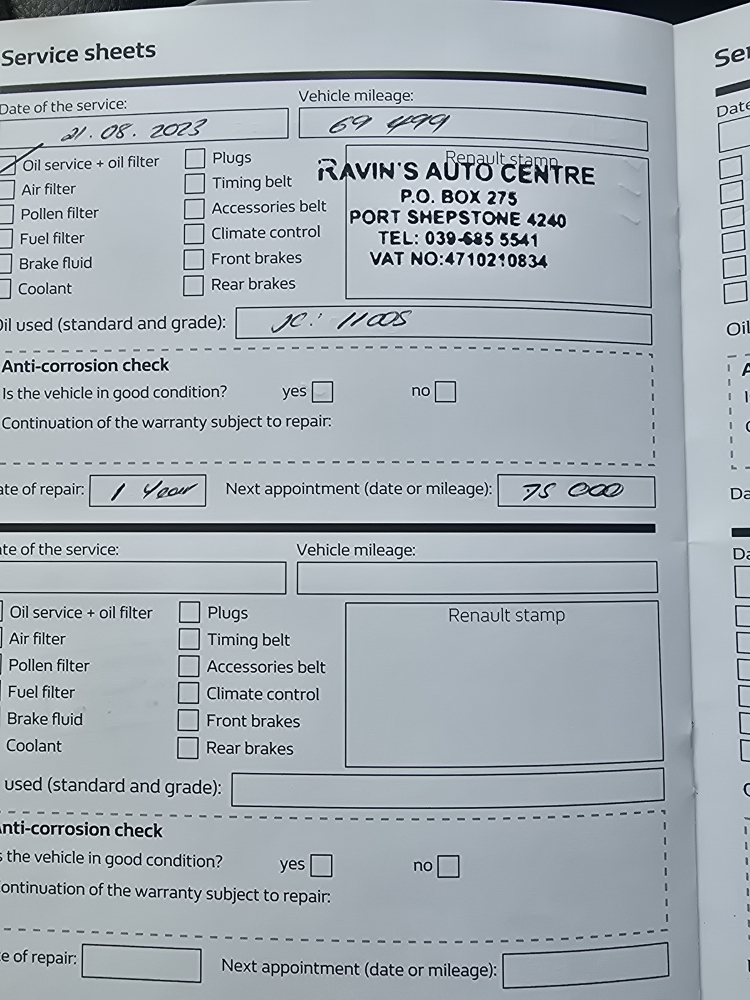 Service sheets
Date of the service:
Vehicle mileage:
21.08.2023
69 499
Oil service + oil filter
Air filter
Pollen filter
Fuel filter
Brake fluid
Coolant
Plugs
Timing belt
Accessories belt
Climate control
Front brakes
Rear brakes
Renault stamp
RAVIN'S AUTO CENTRE
P.O. BOX 275
PORT SHEPSTONE 4240
TEL: 039-685 5541
VAT NO:4710210834
Oil used (standard and grade):
Anti-corrosion check
Is the vehicle in good condition? yes no
Continuation of the warranty subject to repair:
ate of repair: 1 Year Next appointment (date or mileage): 75 000
te of the service:
Vehicle mileage:
Oil service + oil filter
Air filter
Pollen filter
Fuel filter
Brake fluid
Coolant
Plugs
Timing belt
Accessories belt
Climate control
Front brakes
Rear brakes
Renault stamp
used (standard and grade):
nti-corrosion check
s the vehicle in good condition? yes no
ontinuation of the warranty subject to repair:
e of repair: Next appointment (date or mileage):
Ser
Date
Oil
Da
Da